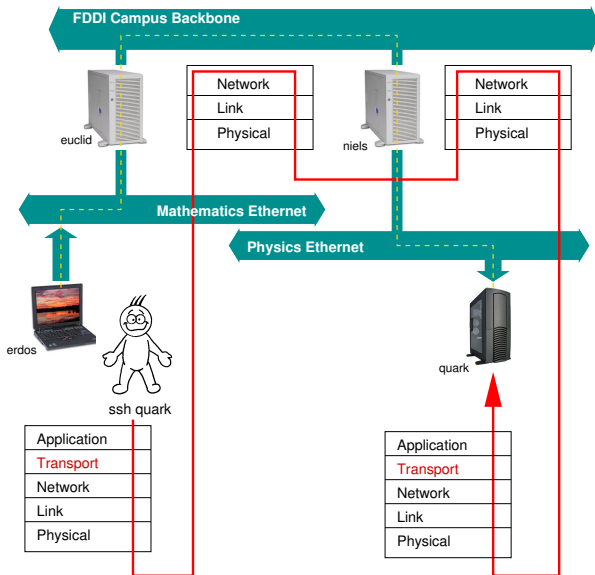 FDDI Campus Backbone
Network
Link
Physical
euclid
Network
Link
Physical
niels
Mathematics Ethernet
Physics Ethernet
erdos
quark
ssh quark
Application
Transport
Network
Link
Physical
Application
Transport
Network
Link
Physical